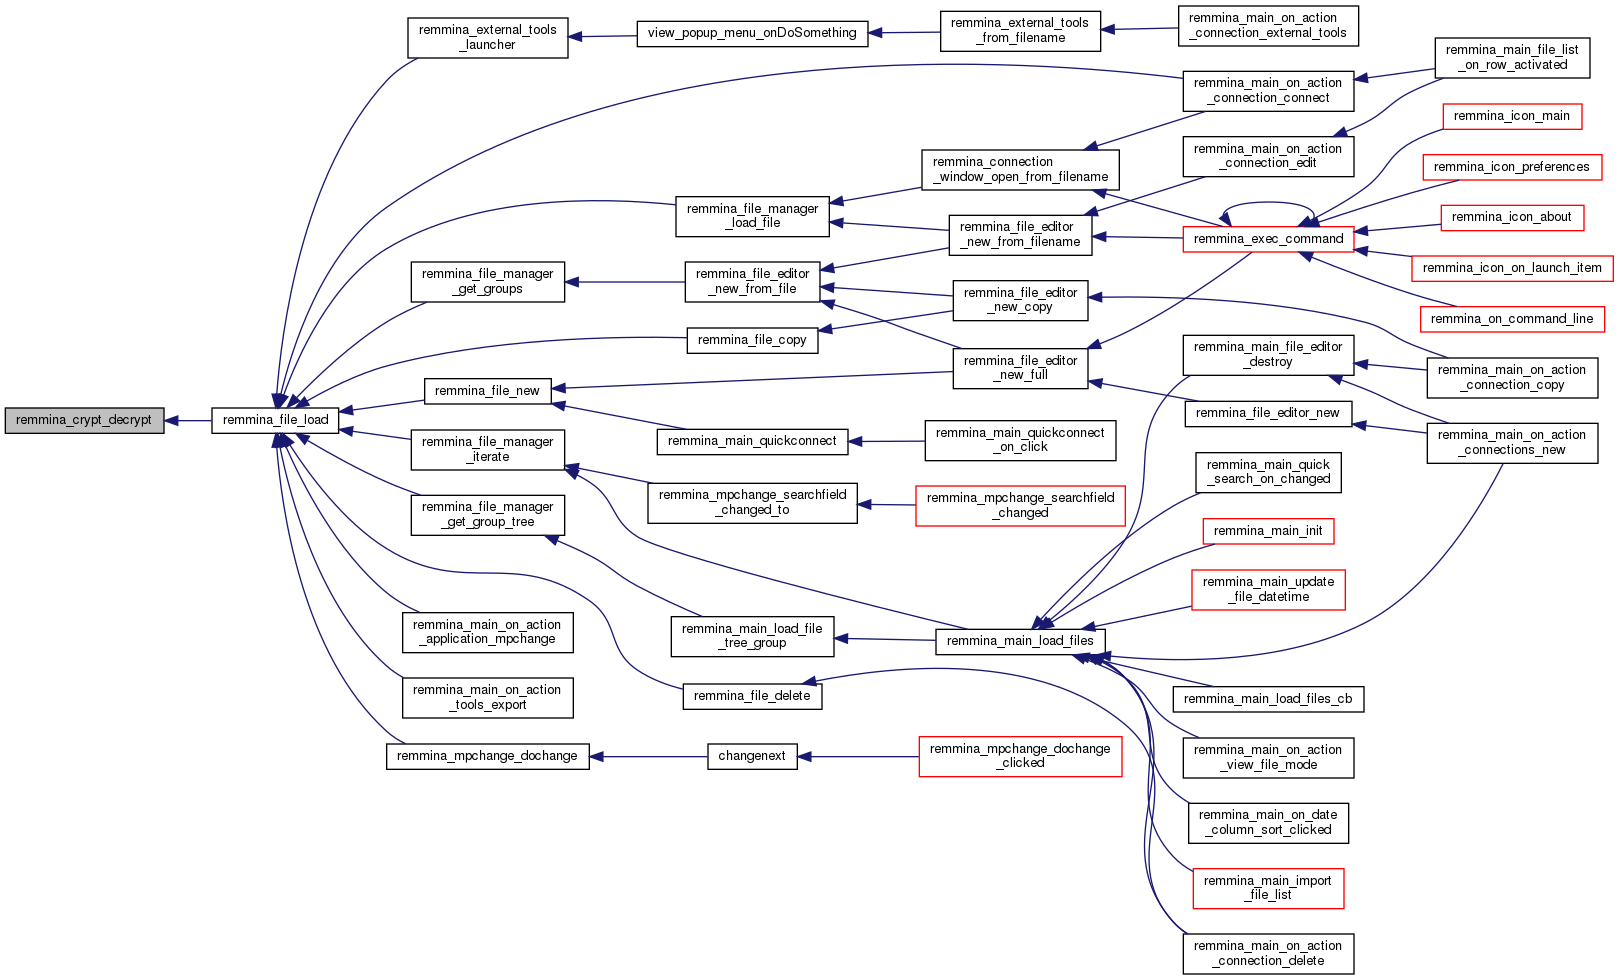 remmina_crypt_decrypt
remmina_file_load
remmina_external_tools
_launcher
remmina_file_manager
_get_groups
remmina_file_new
remmina_file_manager
_iterate
remmina_file_manager
_get_group_tree
remmina_main_on_action
_application_mpchange
remmina_main_on_action
_tools_export
remmina_mpchange_dochange
view_popup_menu_onDoSomething
remmina_file_manager
_load_file
remmina_file_editor
_new_from_file
remmina_file_copy
remmina_main_quickconnect
remmina_mpchange_searchfield
_changed_to
remmina_main_load_file
_tree_group
remmina_file_delete
changenext
remmina_external_tools
_from_filename
remmina_connection
_window_open_from_filename
remmina_file_editor
_new_from_filename
remmina_file_editor
_new_copy
remmina_file_editor
_new_full
remmina_main_quickconnect
_on_click
remmina_mpchange_searchfield
_changed
remmina_main_load_files
remmina_mpchange_dochange
_clicked
remmina_main_on_action
_connection_external_tools
remmina_main_on_action
_connection_connect
remmina_main_on_action
_connection_edit
remmina_exec_command
remmina_main_file_editor
_destroy
remmina_file_editor_new
remmina_main_quick
_search_on_changed
remmina_main_init
remmina_main_update
_file_datetime
remmina_main_load_files_cb
remmina_main_on_action
_view_file_mode
remmina_main_on_date
_column_sort_clicked
remmina_main_import
_file_list
remmina_main_on_action
_connection_delete
remmina_main_file_list
_on_row_activated
remmina_icon_main
remmina_icon_preferences
remmina_icon_about
remmina_icon_on_launch_item
remmina_on_command_line
remmina_main_on_action
_connection_copy
remmina_main_on_action
_connections_new